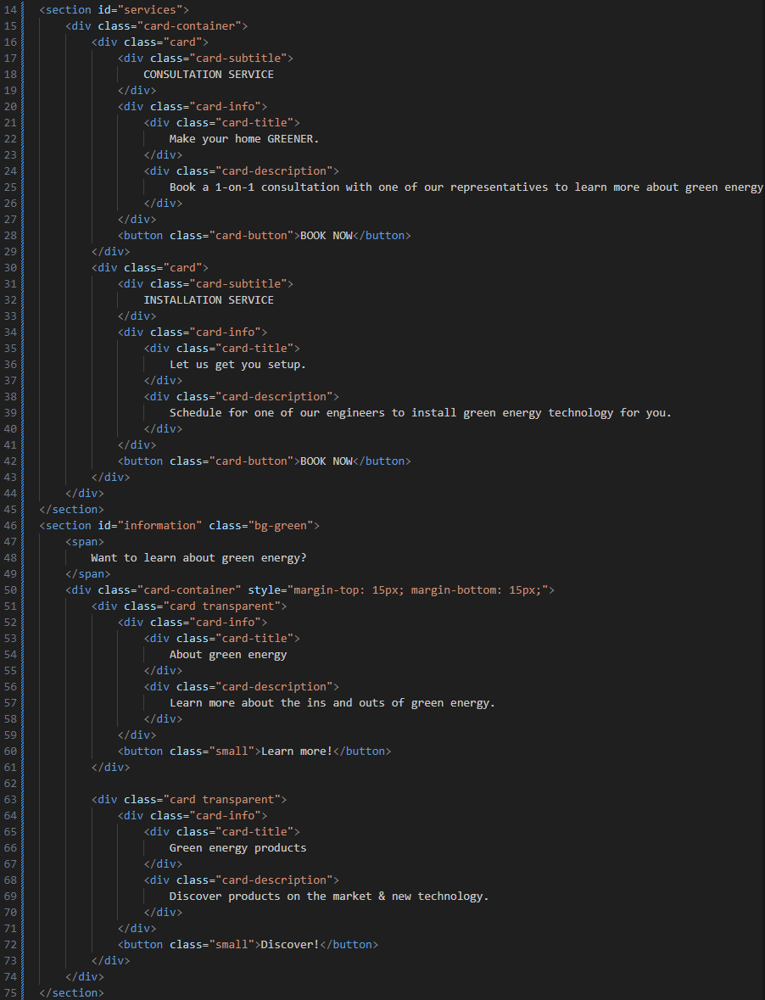 14 <section id="services">
15 <div class="card-container">
16 <div class="card">
17 <div class="card-subtitle">
18 CONSULTATION SERVICE
19 </div>
20 <div class="card-info">
21 <div class="card-title">
22 Make your home GREENER.
23 </div>
24 <div class="card-description">
25 Book a 1-on-1 consultation with one of our representatives to learn more about green energy
26 </div>
27 </div>
28 <button class="card-button">BOOK NOW</button>
29 </div>
30 <div class="card">
31 <div class="card-subtitle">
32 INSTALLATION SERVICE
33 </div>
34 <div class="card-info">
35 <div class="card-title">
36 Let us get you setup.
37 </div>
38 <div class="card-description">
39 Schedule for one of our engineers to install green energy technology for you.
40 </div>
41 </div>
42 <button class="card-button">BOOK NOW</button>
43 </div>
44 </div>
45 </section>
46 <section id="information" class="bg-green">
47 <span>
48 Want to learn about green energy?
49 </span>
50 <div class="card-container" style="margin-top: 15px; margin-bottom: 15px;">
51 <div class="card transparent">
52 <div class="card-info">
53 <div class="card-title">
54 About green energy
55 </div>
56 <div class="card-description">
57 Learn more about the ins and outs of green energy.
58 </div>
59 </div>
60 <button class="small">Learn more!</button>
61 </div>
62
63 <div class="card transparent">
64 <div class="card-info">
65 <div class="card-title">
66 Green energy products
67 </div>
68 <div class="card-description">
69 Discover products on the market & new technology.
70 </div>
71 </div>
72 <button class="small">Discover!</button>
73 </div>
74 </div>
75 </section>